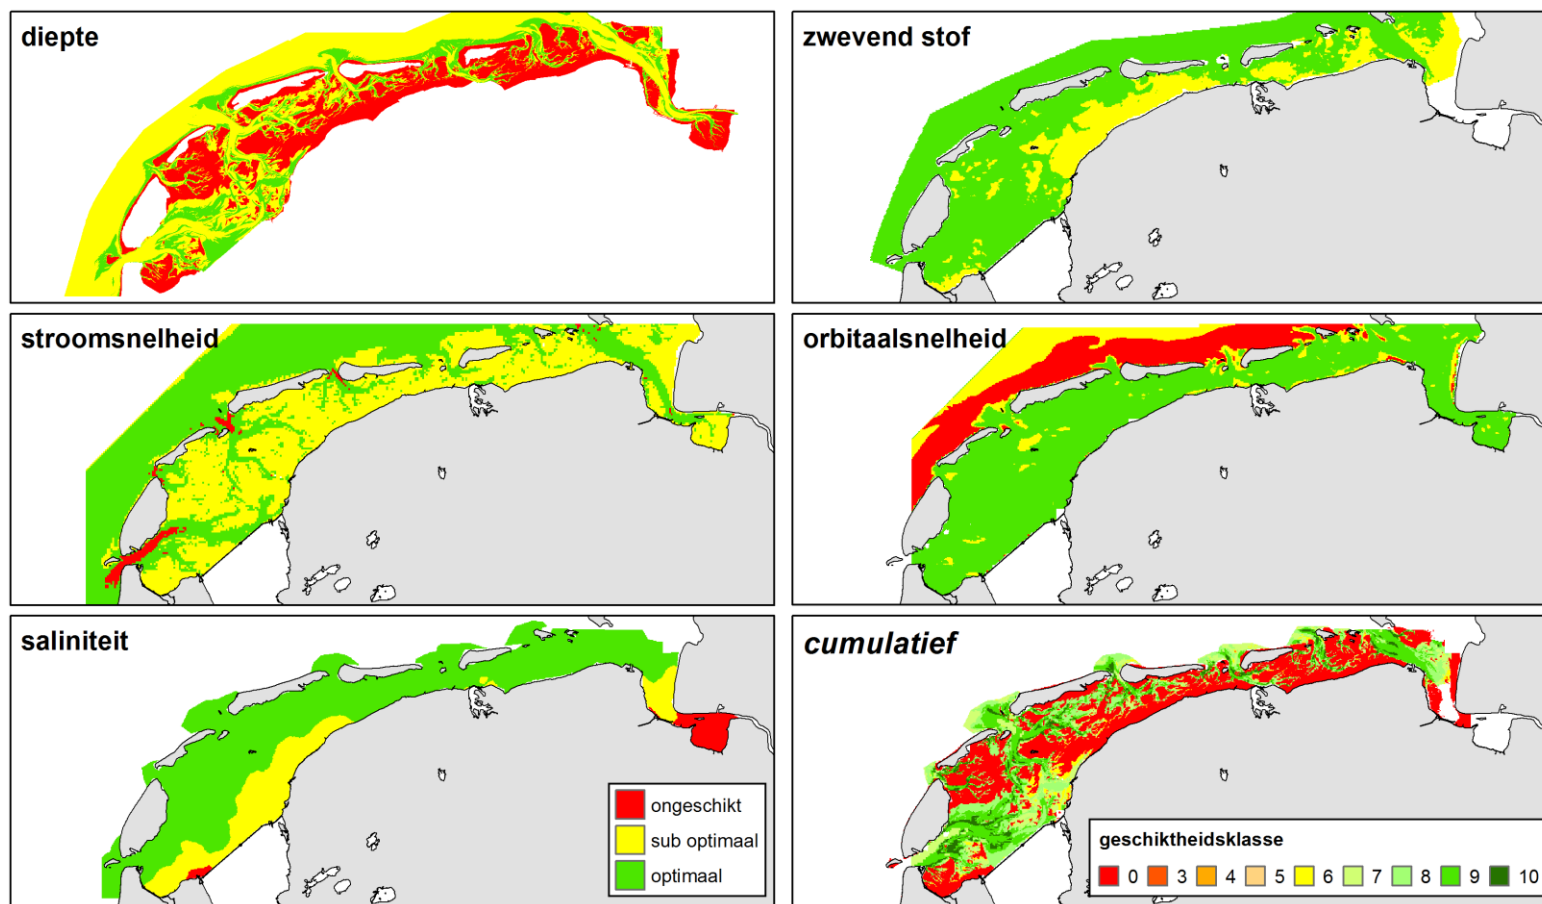 diepte
zwevend stof
stroomsnelheid
orbitaalsnelheid
saliniteit
ongeschikt
sub optimaal
optimaal
cumulatief
geschiktheidsklasse
0 3 4 5 6 7 8 9 10